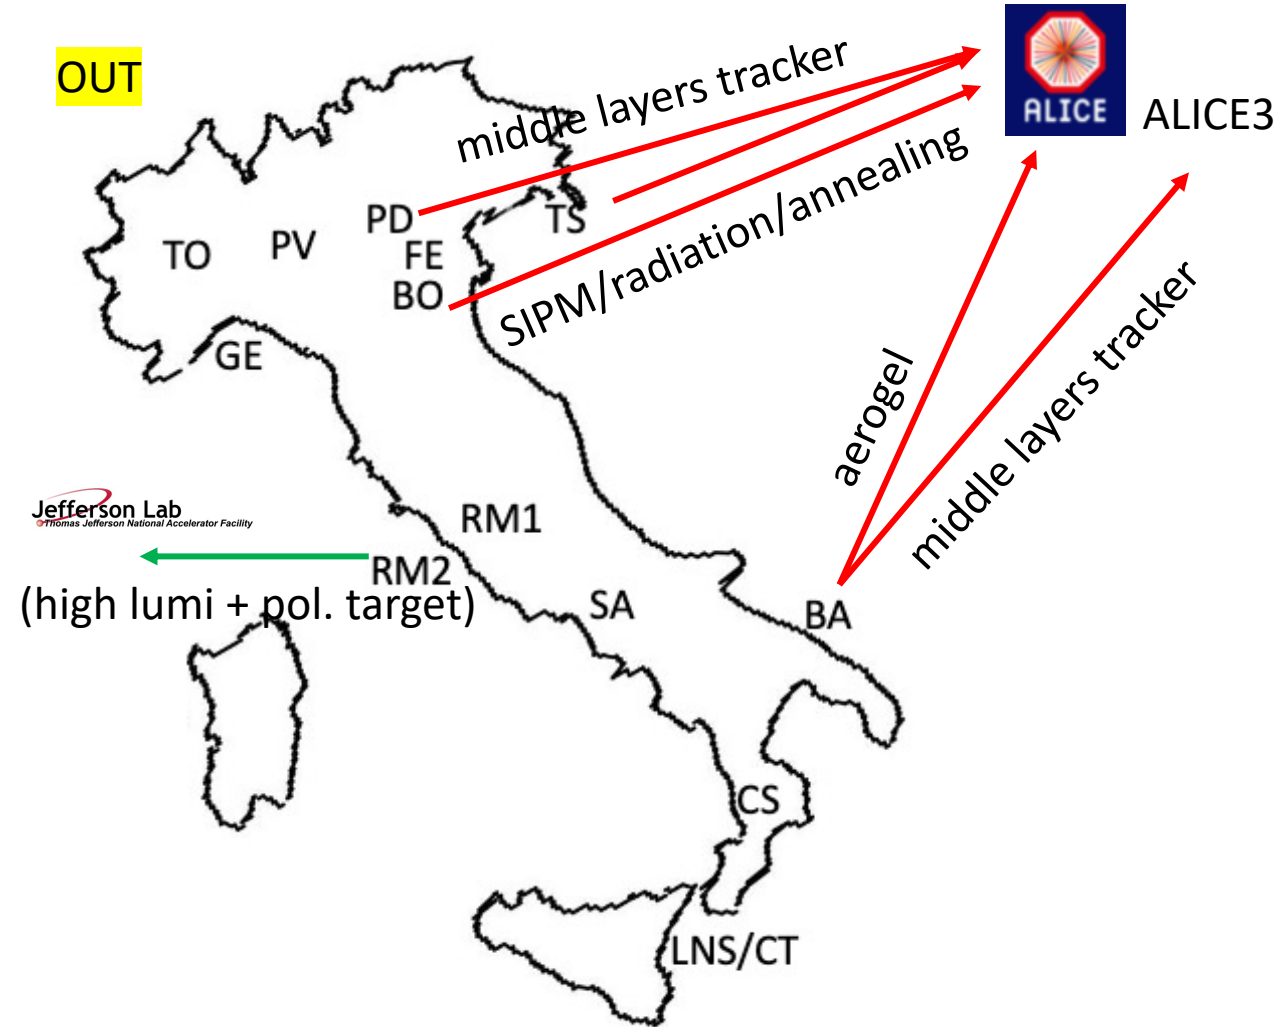 OUT
middle layers tracker
ALICE
ALICE3
SIPM/radiation/annealing
PD
TS
TO
PV
FE
BO
GE
aerogel
middle layers tracker
Jefferson Lab
Thomas Jefferson National Accelerator Facility
RM1
RM2
(high lumi + pol. target)
SA
BA
CS
LNS/CT